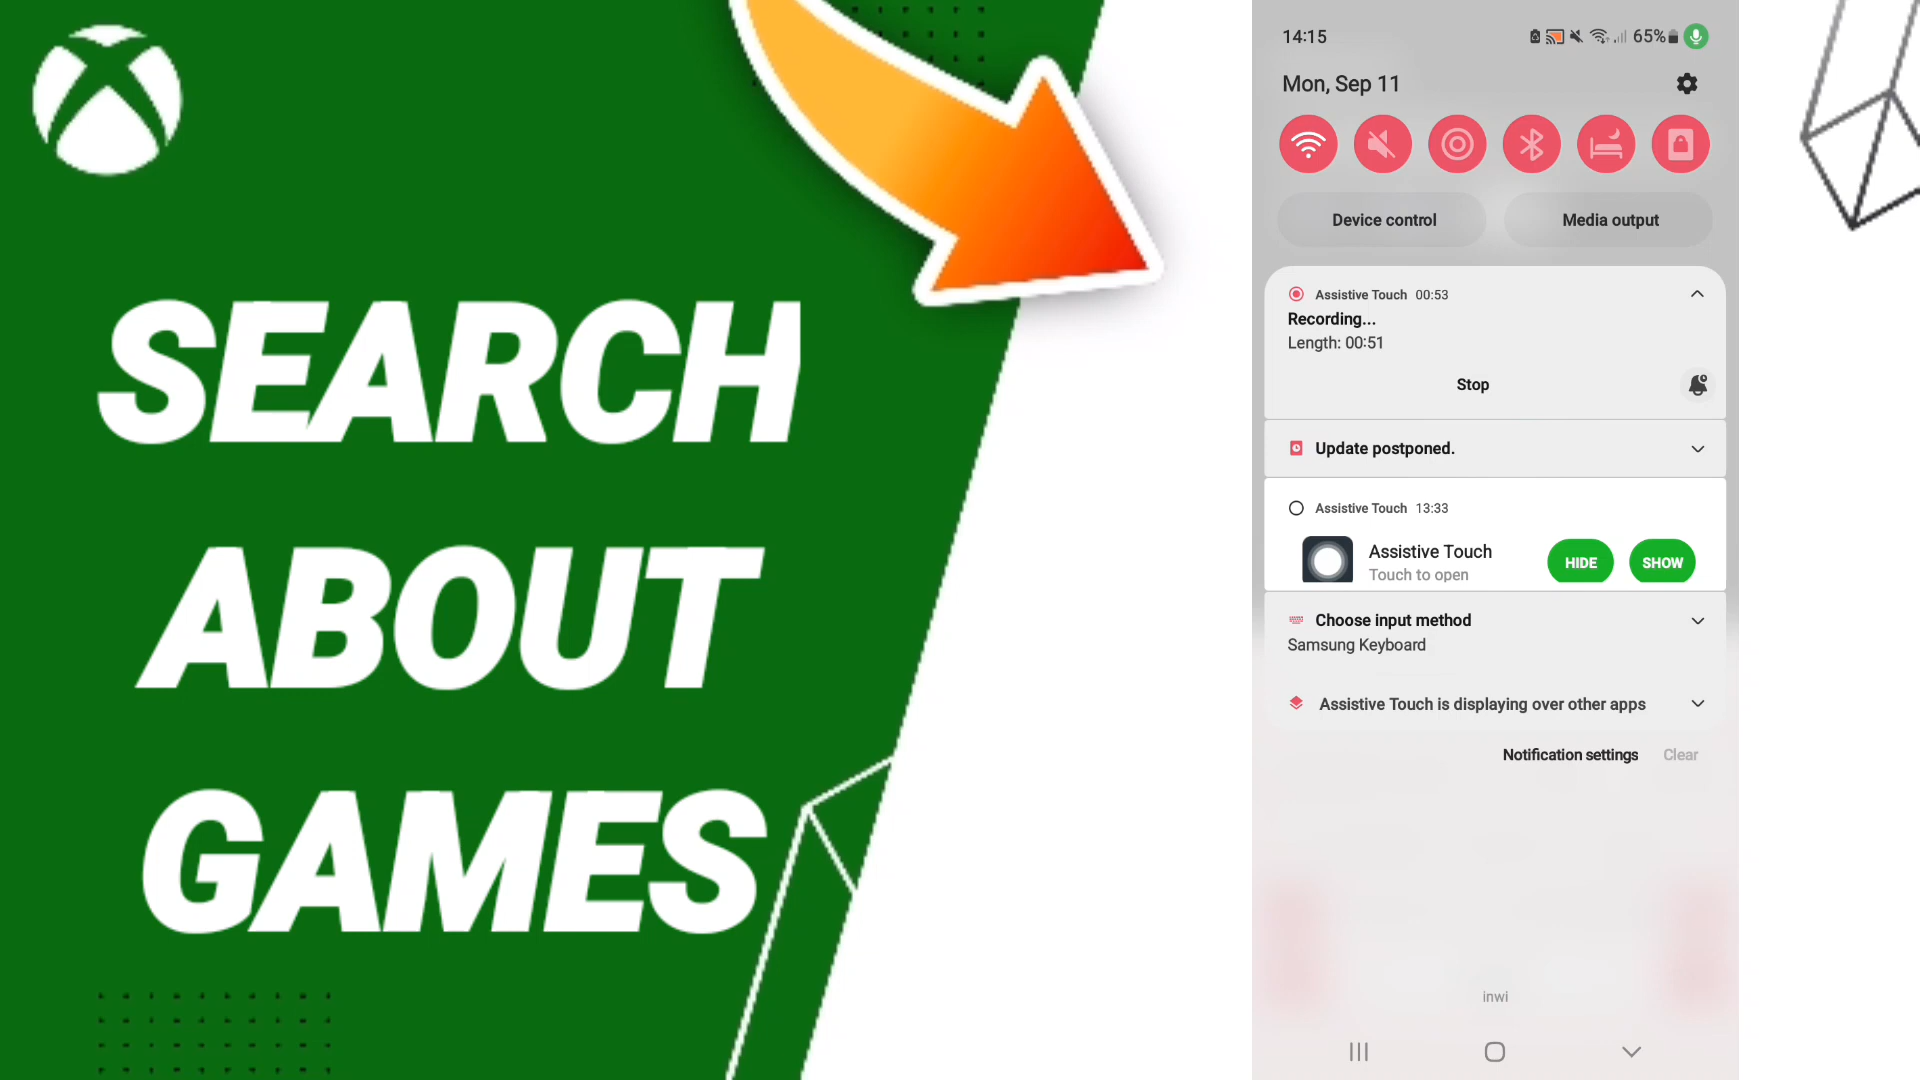 SEARCH
ABOUT
GAMES
14:15
65%
Mon, Sep 11
Device control
Media output
Assistive Touch 00:53
Recording...
Length: 00:51
Stop
Update postponed.
Assistive Touch 13:33
Assistive Touch
Touch to open
HIDE
SHOW
Choose input method
Samsung Keyboard
Assistive Touch is displaying over other apps
Notification settings
Clear
inwi